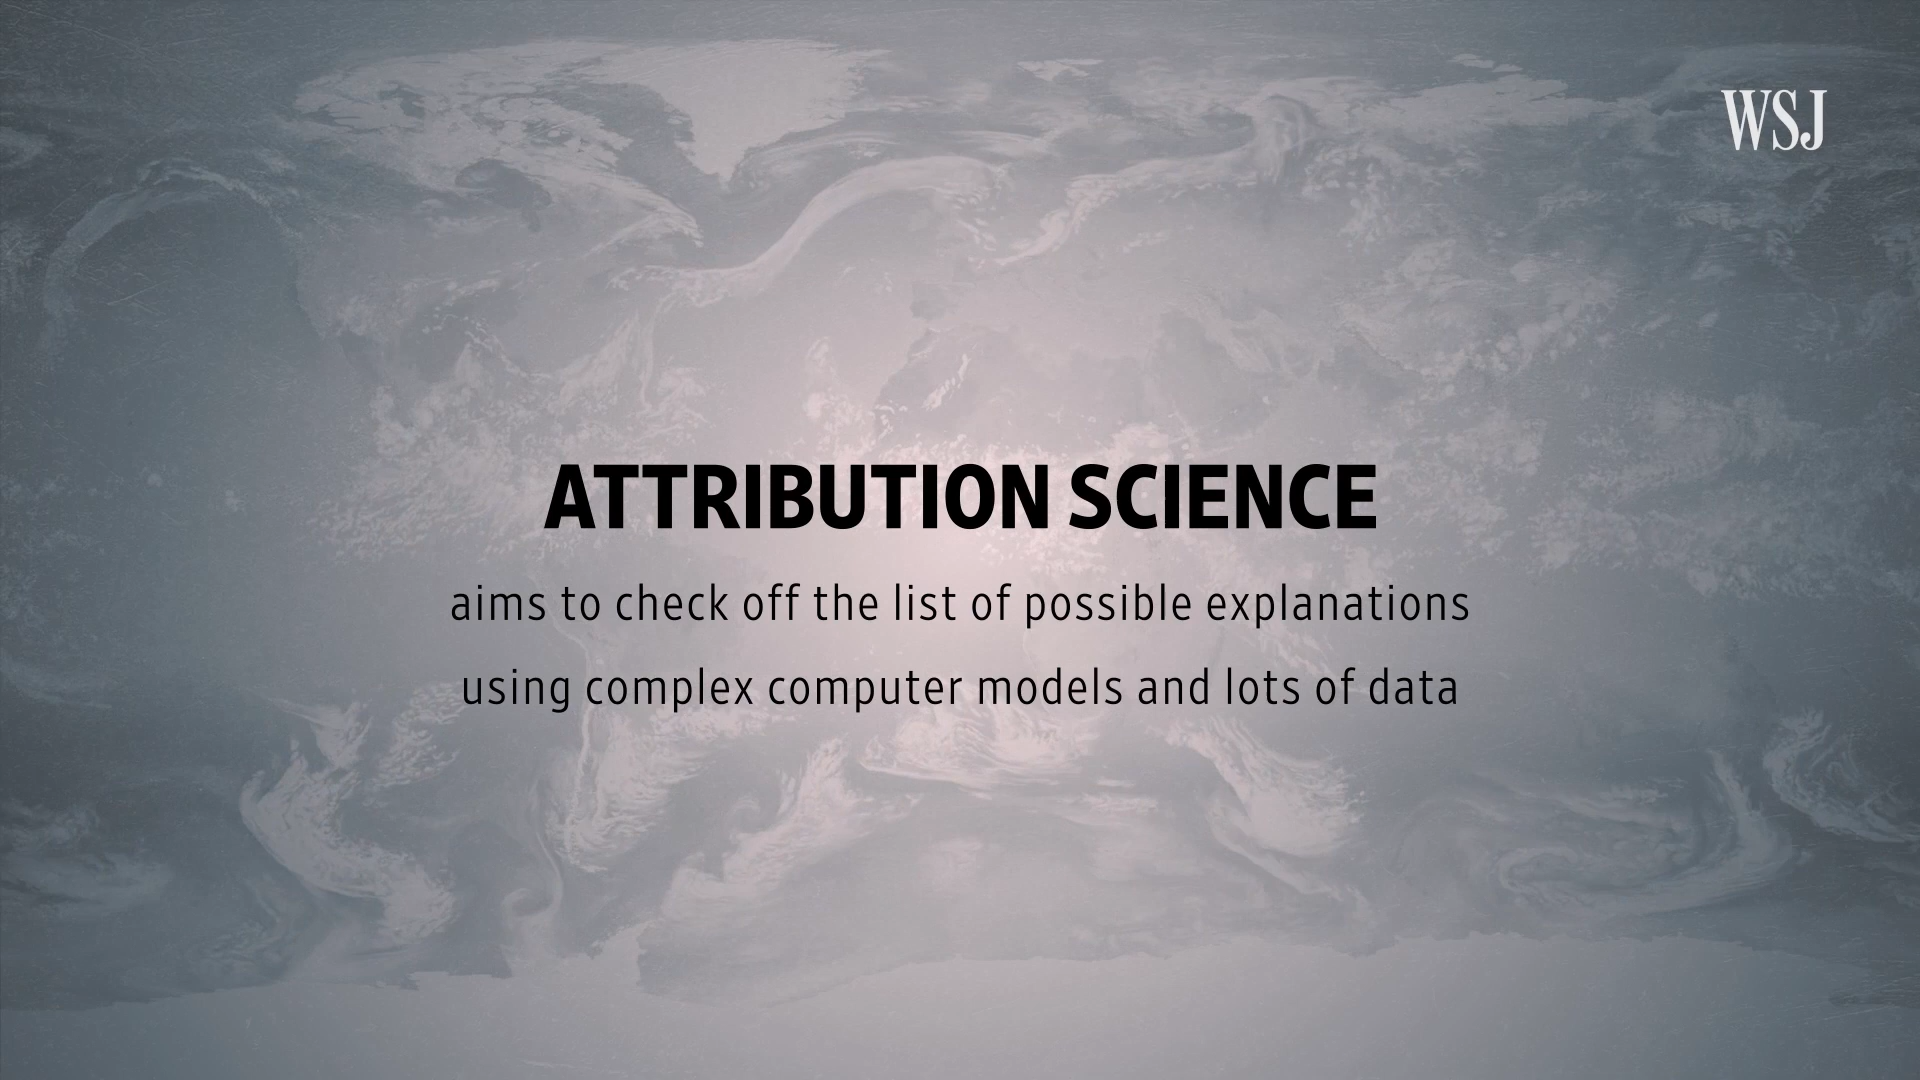 WSJ
ATTRIBUTION SCIENCE
aims to check off the list of possible explanations
using complex computer models and lots of data